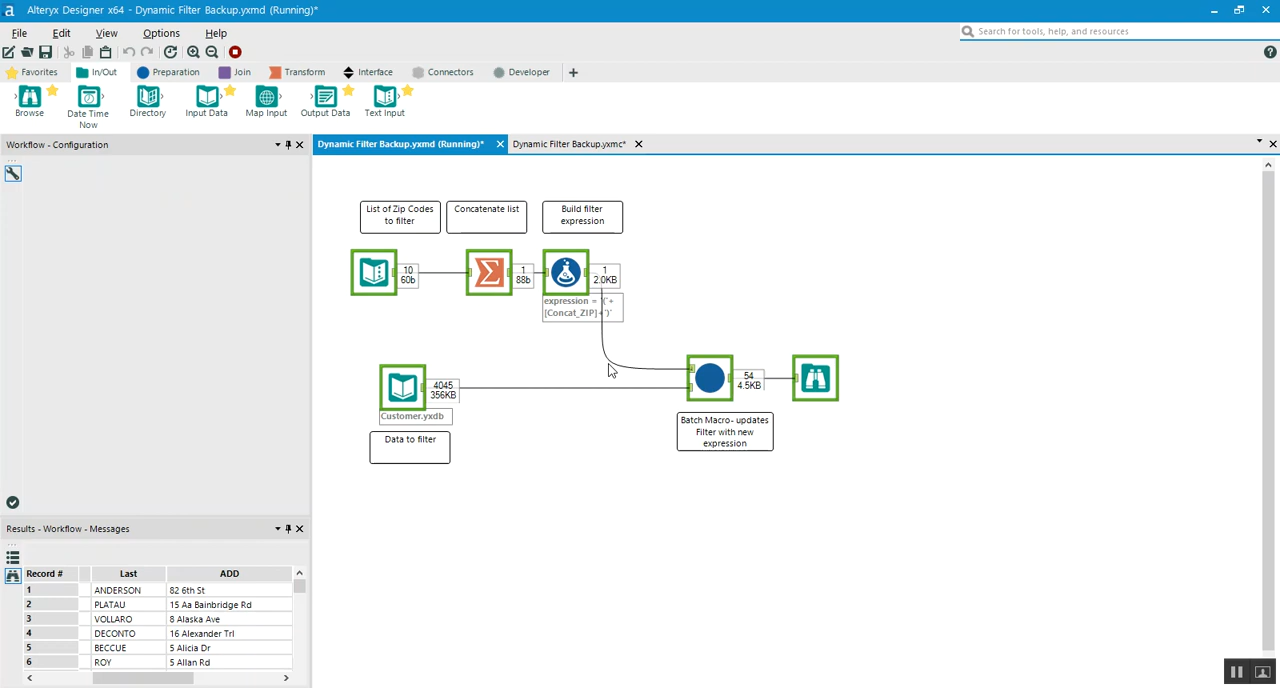 a Alteryx Designer x64 - Dynamic Filter Backup.yxmd (Running)*
File Edit View Options Help
Search for tools, help, and resources
Favorites In/Out Preparation Join Transform Interface Connectors Developer +
Browse Date Time Now Directory Input Data Map Input Output Data Text Input
Workflow - Configuration
Dynamic Filter Backup.yxmd (Running)*
Dynamic Filter Backup.yxmc*
List of Zip Codes
to filter
Concatenate list
Build filter
expression
10
60b
1
88b
1
2.0KB
expression = '('+
[Concat_ZIP]+')'
4045
356KB
54
4.5KB
Customer.yxdb
Data to filter
Batch Macro- updates
Filter with new
expression
Results - Workflow - Messages
Record # Last ADD
1 ANDERSON 82 6th St
2 PLATAU 15 Aa Bainbridge Rd
3 VOLLARO 8 Alaska Ave
4 DECONTO 16 Alexander Trl
5 BECCUE 5 Alicia Dr
6 ROY 5 Allan Rd